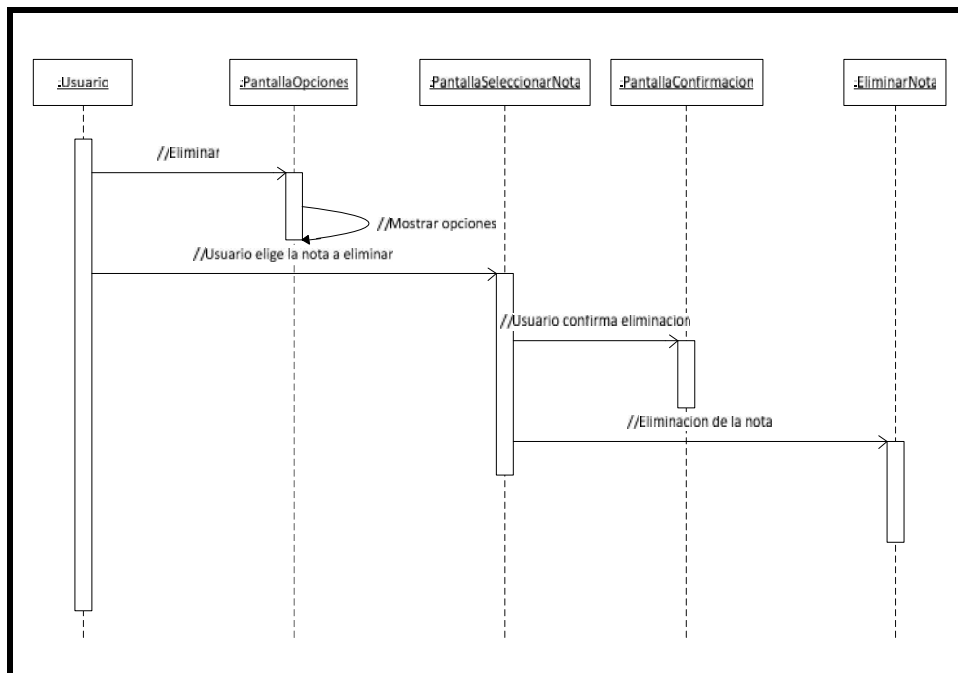 :Usuario
:PantallaOpciones
:PantallaSeleccionarNota
:PantallaConfirmacion
:EliminarNota
//Eliminar
//Mostrar opciones
//Usuario elige la nota a eliminar
//Usuario confirma eliminacion
//Eliminacion de la nota